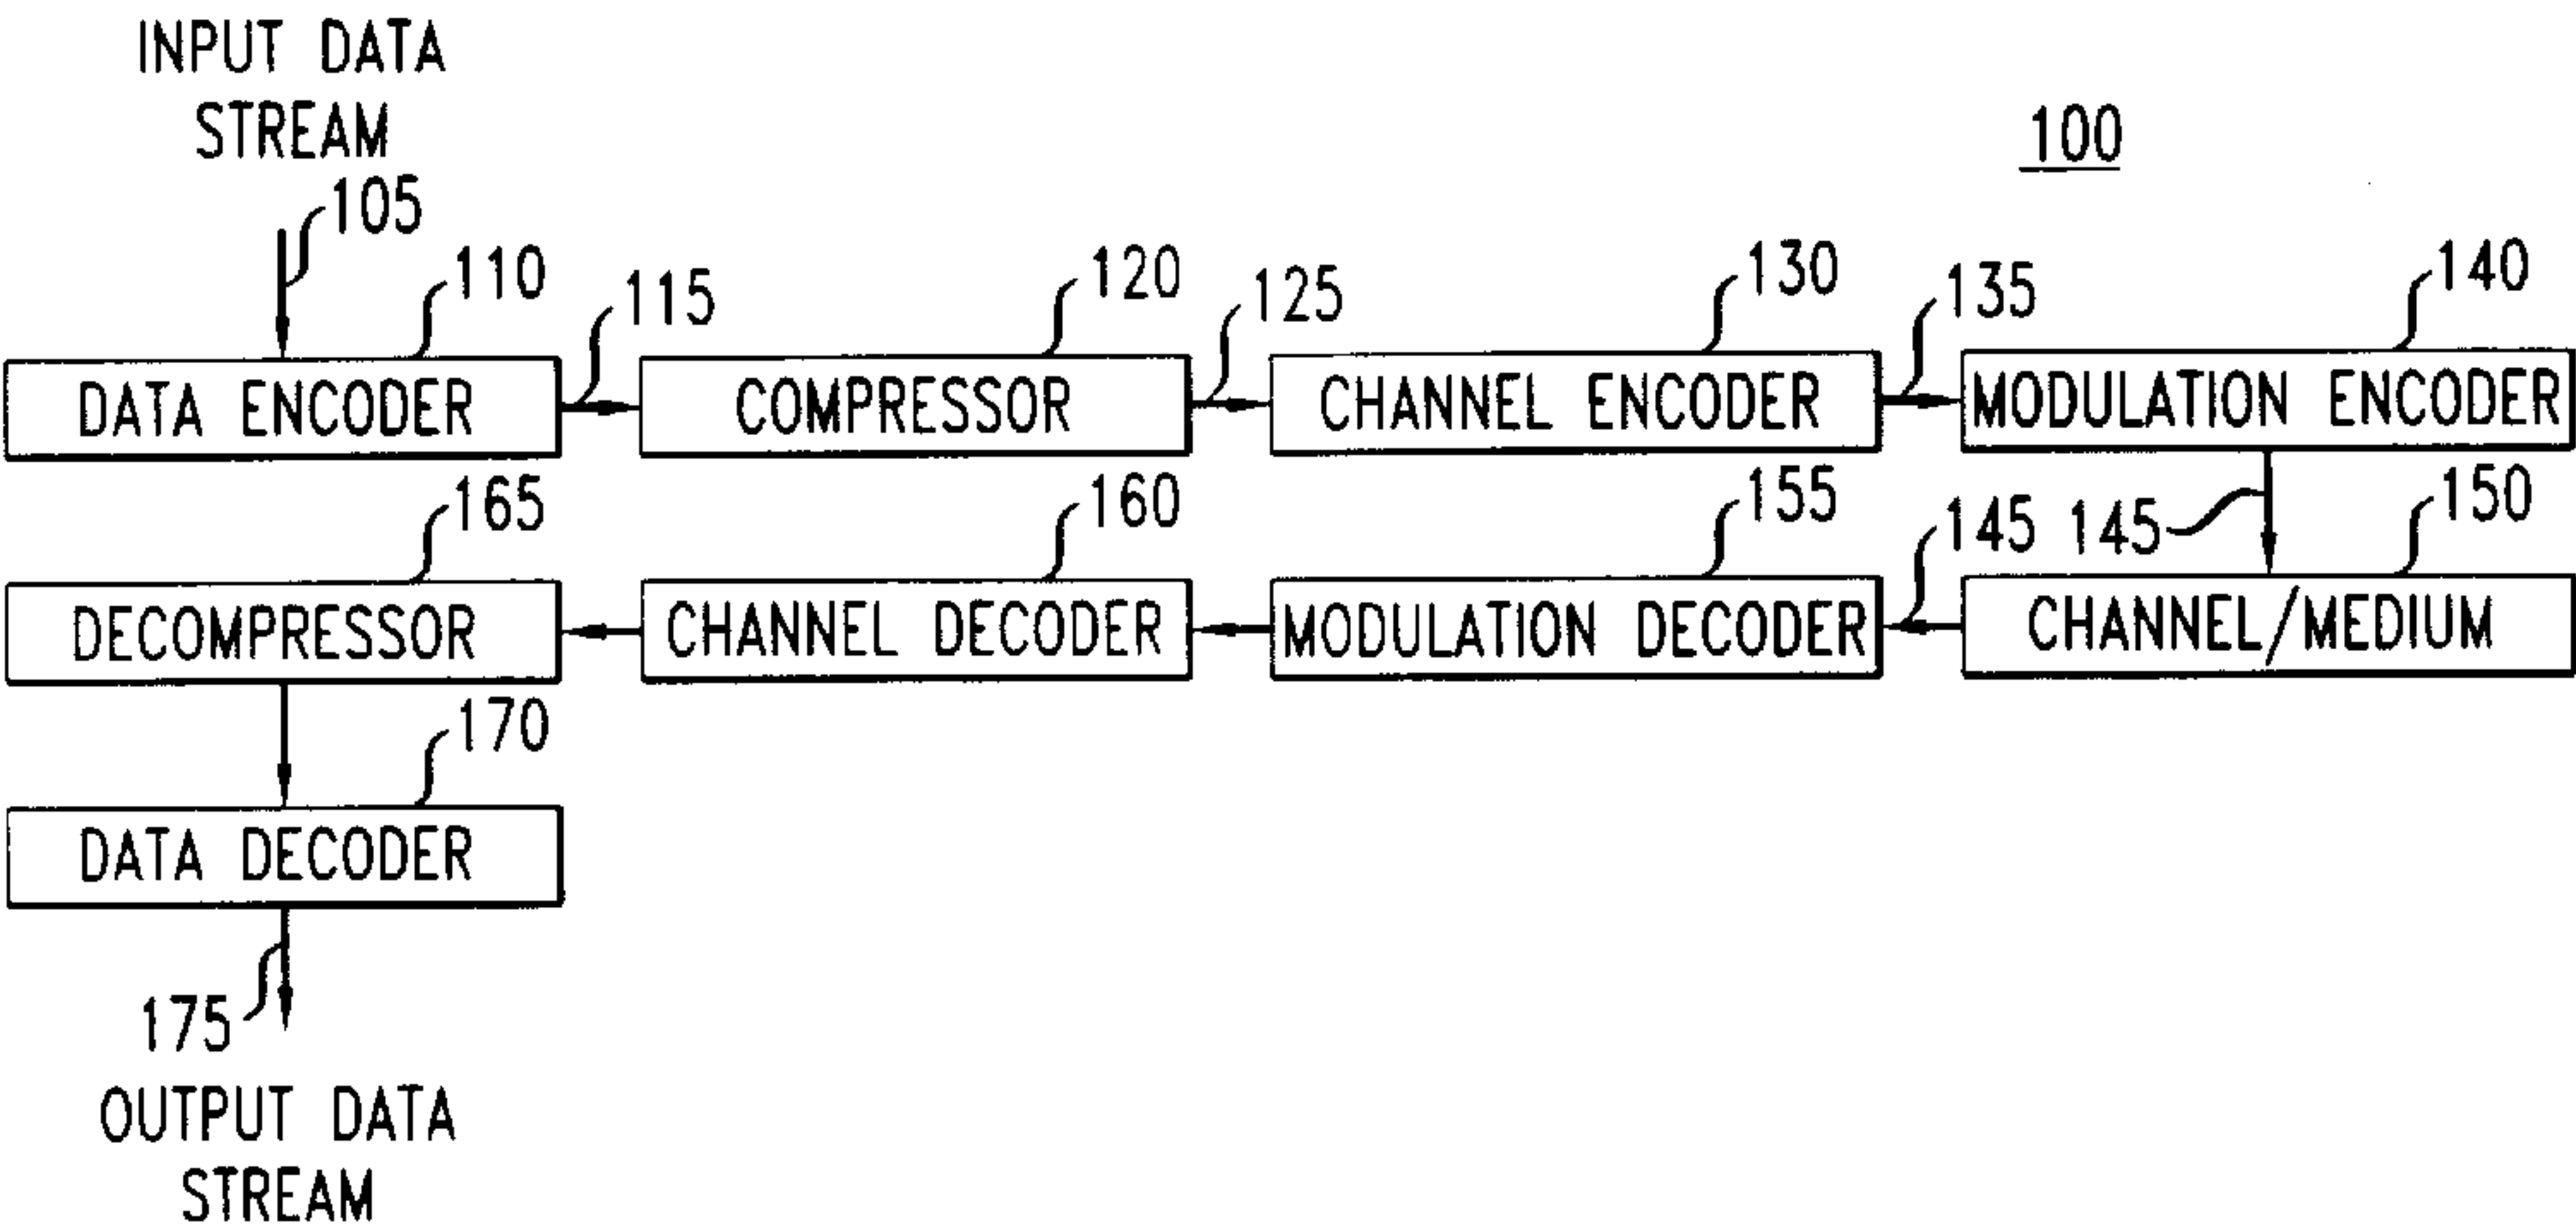 INPUT DATA
STREAM
100
105
110
115
120
125
130
135
140
DATA ENCODER
COMPRESSOR
CHANNEL ENCODER
MODULATION ENCODER
165
160
155
145
145
150
DECOMPRESSOR
CHANNEL DECODER
MODULATION DECODER
CHANNEL/MEDIUM
170
DATA DECODER
175
OUTPUT DATA
STREAM